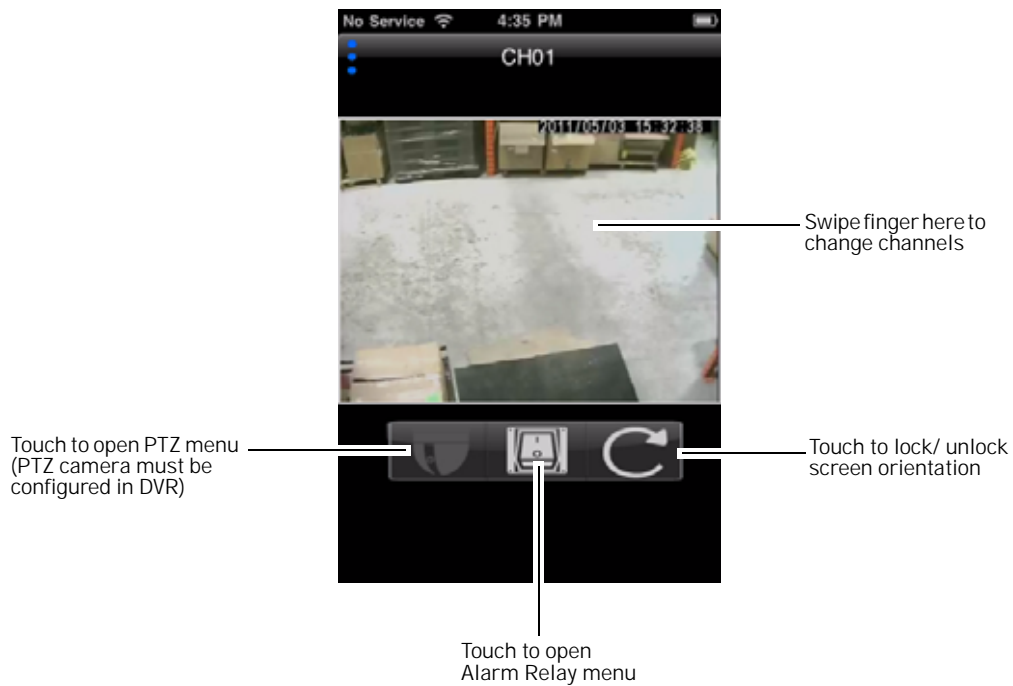 No Service 4:35 PM
CH01
2011/05/03 15:32:38
Swipe finger here to
change channels
Touch to open PTZ menu
(PTZ camera must be
configured in DVR)
Touch to lock/ unlock
screen orientation
Touch to open
Alarm Relay menu